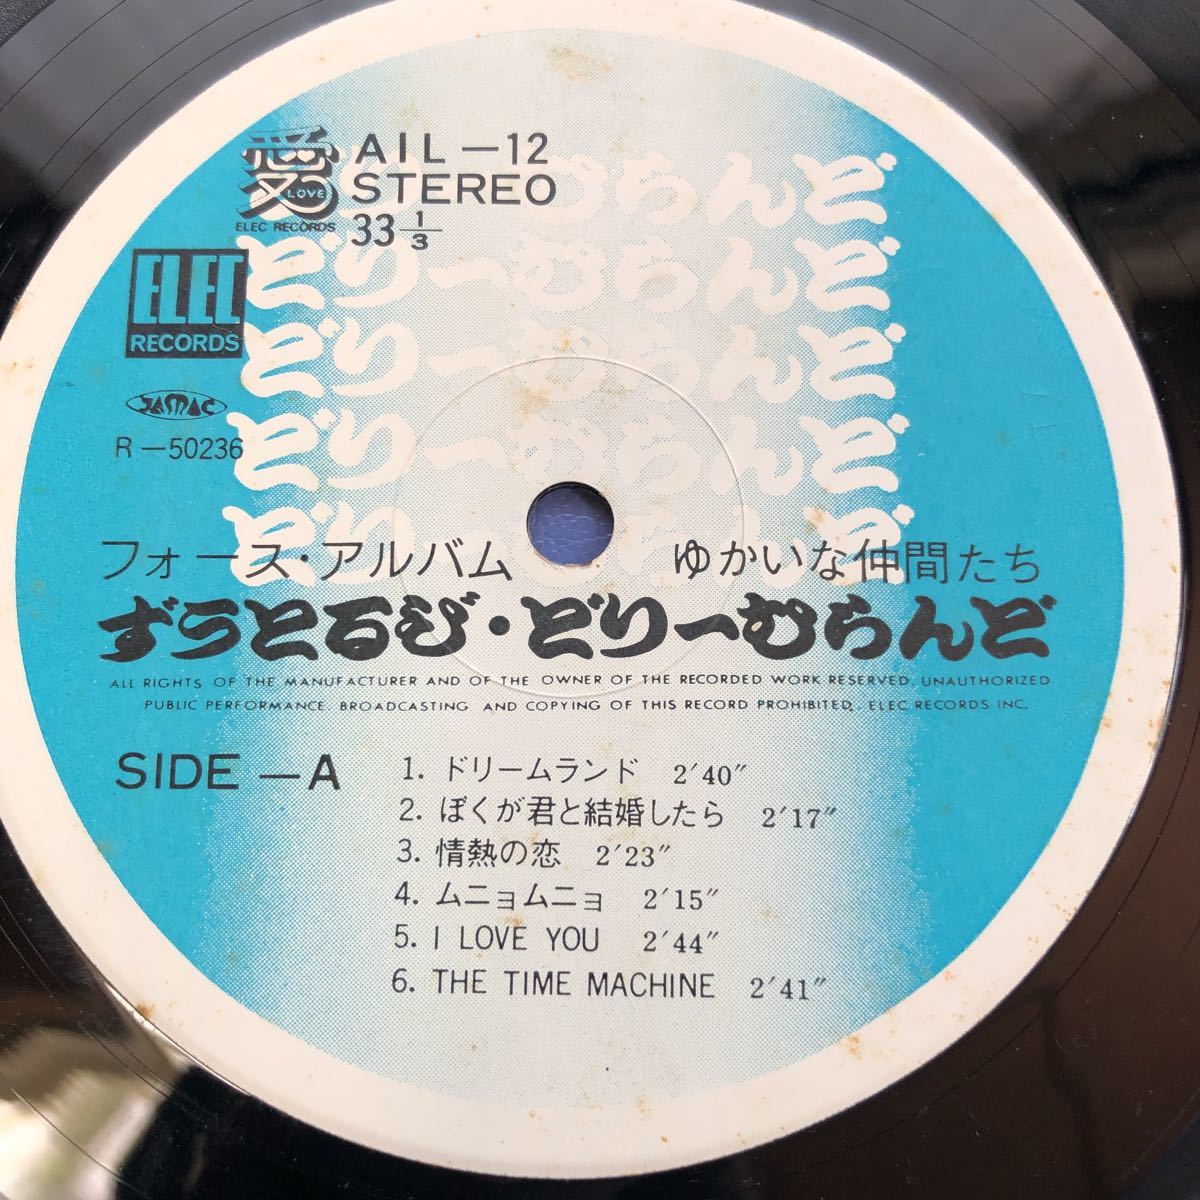 愛
LOVE
ELEC RECORDS
AIL—12
STEREO
33 1/3
ELEC
RECORDS
JASMAC
R—50236
どりーむらんど
どりーむらんど
どりーむらんど
どりーむらんど
どりーむらんど
フォース・アルバム ゆかいな仲間たち
ずうとるび・どりーむらんど
ALL RIGHTS OF THE MANUFACTURER AND OF THE OWNER OF THE RECORDED WORK RESERVED. UNAUTHORIZED
PUBLIC PERFORMANCE. BROADCASTING AND COPYING OF THIS RECORD PROHIBITED. ELEC RECORDS INC.
SIDE—A
1. ドリームランド 2′40″
2. ぼくが君と結婚したら 2′17″
3. 情熱の恋 2′23″
4. ムニョムニョ 2′15″
5. I LOVE YOU 2′44″
6. THE TIME MACHINE 2′41″